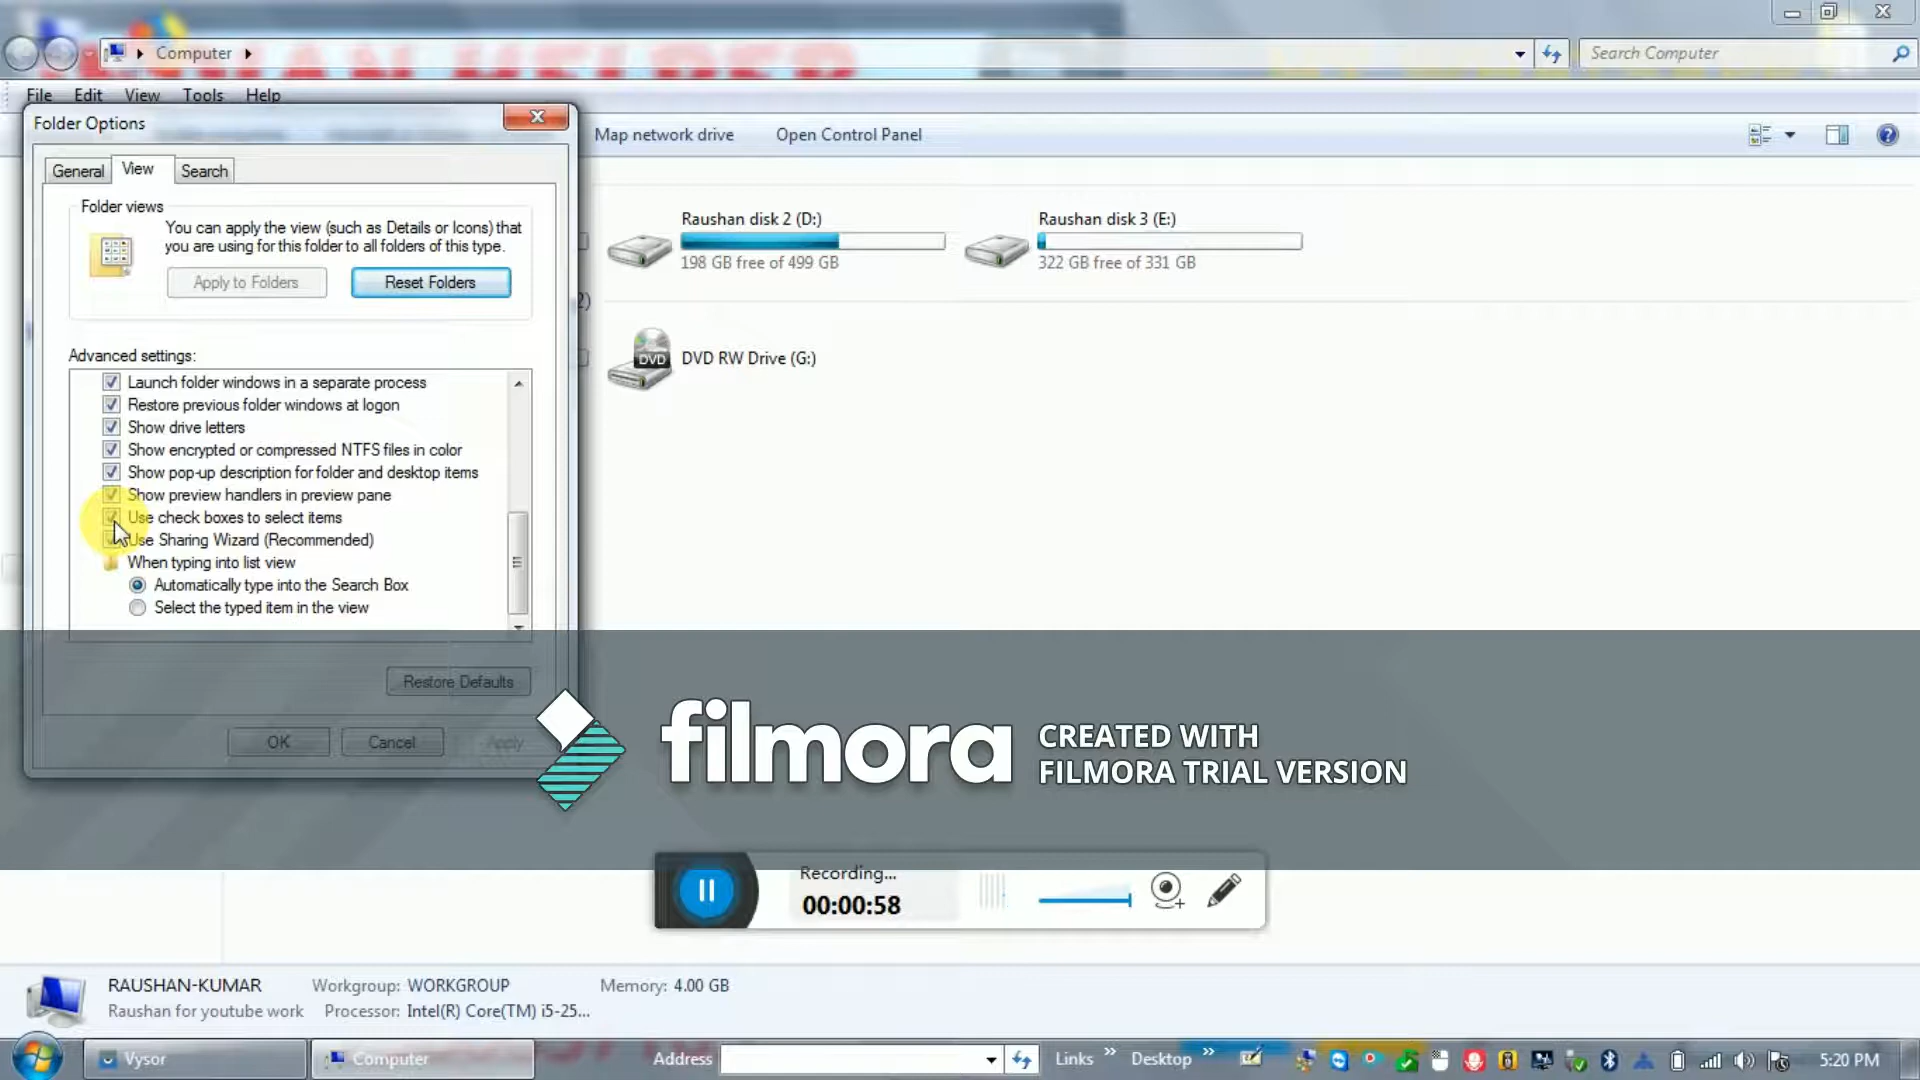 Computer
Search Computer
File Edit View Tools Help
Folder Options
Map network drive Open Control Panel
General View Search
Folder views
You can apply the view (such as Details or Icons) that
you are using for this folder to all folders of this type.
Apply to Folders Reset Folders
Raushan disk 2 (D:)
198 GB free of 499 GB
Raushan disk 3 (E:)
322 GB free of 331 GB
DVD
DVD RW Drive (G:)
Advanced settings:
Launch folder windows in a separate process
Restore previous folder windows at logon
Show drive letters
Show encrypted or compressed NTFS files in color
Show pop-up description for folder and desktop items
Show preview handlers in preview pane
Use check boxes to select items
Use Sharing Wizard (Recommended)
When typing into list view
Automatically type into the Search Box
Select the typed item in the view
Restore Defaults
OK Cancel Apply
filmora
CREATED WITH
FILMORA TRIAL VERSION
Recording...
00:00:58
RAUSHAN-KUMAR Workgroup: WORKGROUP Memory: 4.00 GB
Raushan for youtube work Processor: Intel(R) Core(TM) i5-25...
Vysor Computer Address Links » Desktop » 5:20 PM